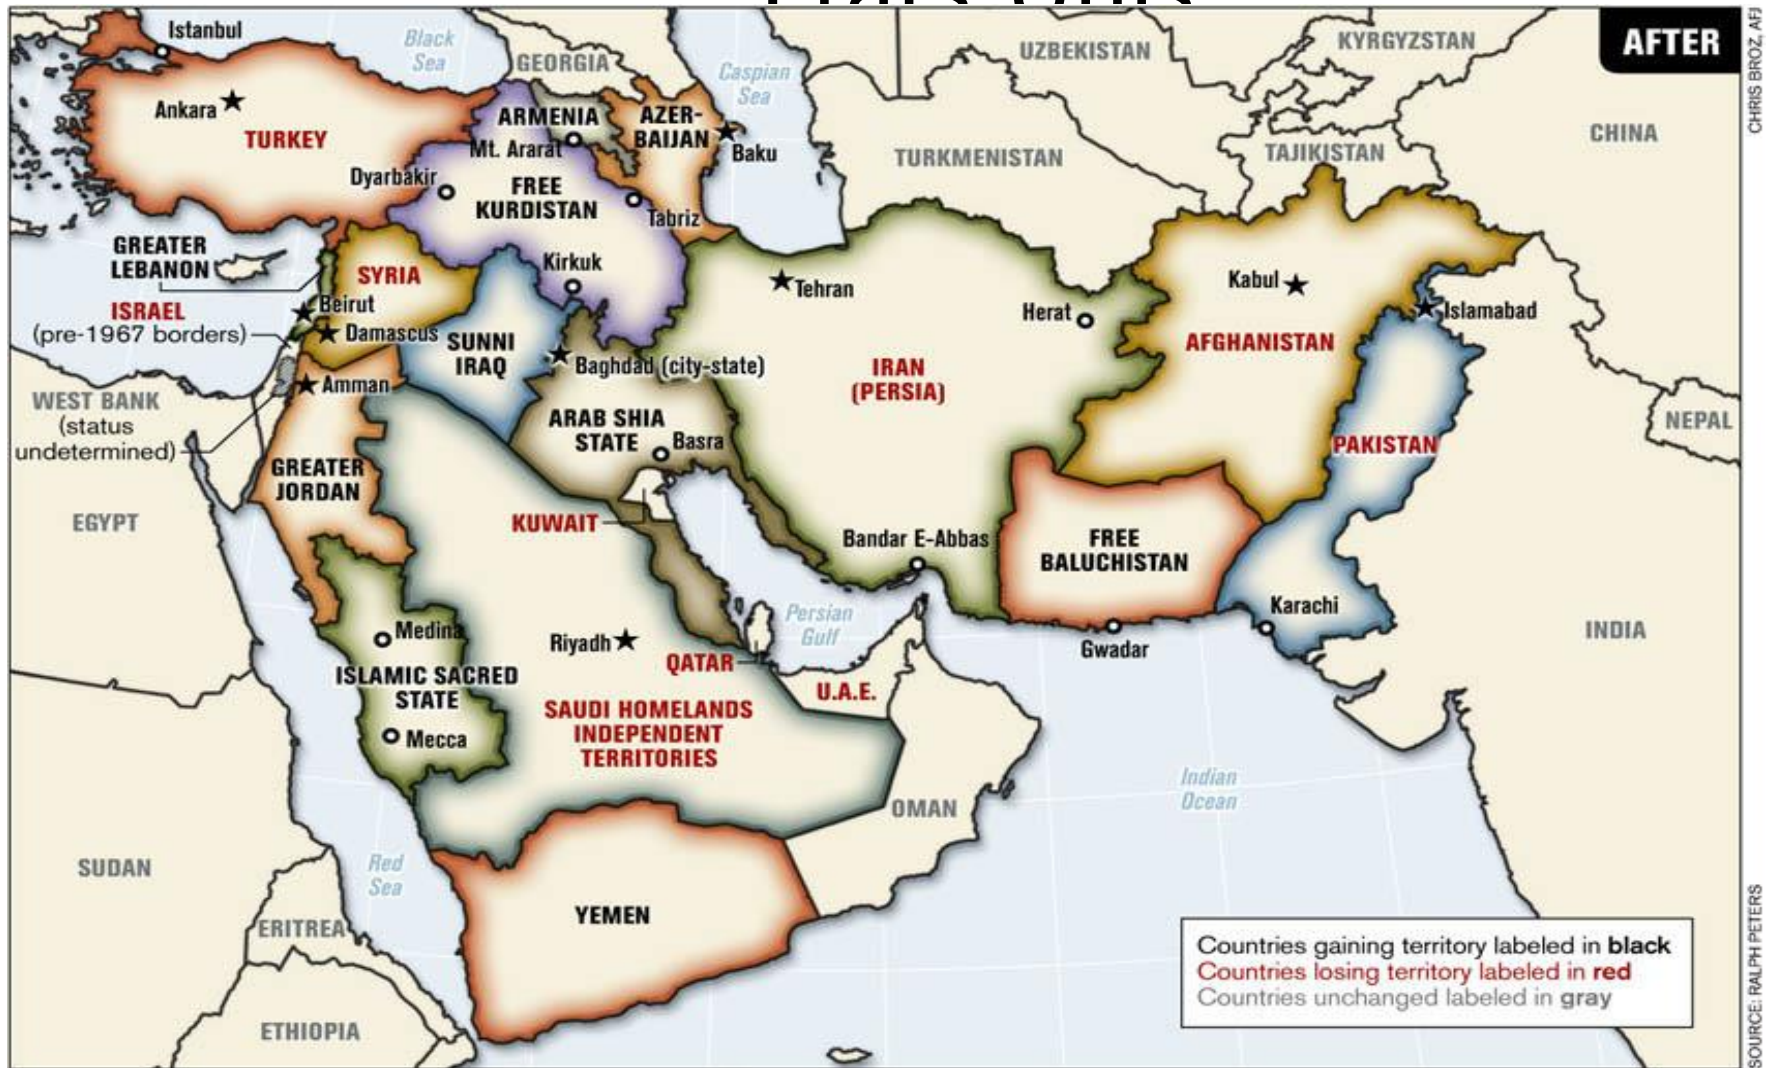 AFTER
CHRIS BROZ, AFJ
Istanbul
Black
Sea
GEORGIA
Caspian
Sea
UZBEKISTAN
KYRGYZSTAN
Ankara
TURKEY
ARMENIA
AZER-
BAIJAN
Baku
TURKMENISTAN
TAJIKISTAN
CHINA
Mt. Ararat
Dyarbakir
FREE
KURDISTAN
Tabriz
GREATER
LEBANON
SYRIA
Kirkuk
Tehran
Herat
Kabul
Islamabad
ISRAEL
(pre-1967 borders)
Beirut
Damascus
SUNNI
IRAQ
Baghdad (city-state)
IRAN
(PERSIA)
AFGHANISTAN
Amman
WEST BANK
(status
undetermined)
ARAB SHIA
STATE
Basra
PAKISTAN
NEPAL
GREATER
JORDAN
EGYPT
KUWAIT
Bandar E-Abbas
FREE
BALUCHISTAN
Persian
Gulf
Karachi
Gwadar
INDIA
Medina
Riyadh
QATAR
U.A.E.
ISLAMIC SACRED
STATE
Mecca
SAUDI HOMELANDS
INDEPENDENT
TERRITORIES
OMAN
Indian
Ocean
SUDAN
Red
Sea
ERITREA
YEMEN
ETHIOPIA
Countries gaining territory labeled in black
Countries losing territory labeled in red
Countries unchanged labeled in gray
SOURCE: RALPH PETERS